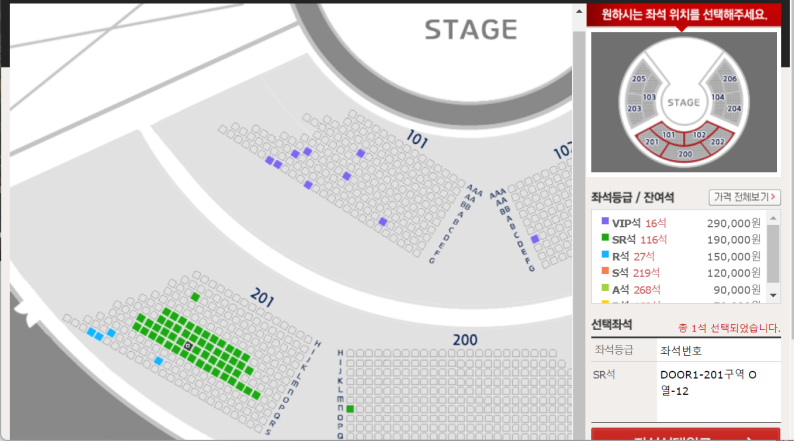 STAGE
101
102
AAA
AA
BB
A
B
C
D
E
F
G
AAA
AA
BB
A
B
C
D
E
F
G
201
H
I
J
K
L
M
N
O
P
Q
R
S
200
H
I
J
K
L
M
N
O
P
원하시는 좌석 위치를 선택해주세요.
205
206
103
104
STAGE
203
204
101
102
201
202
200
좌석등급 / 잔여석 가격 전체보기 >
VIP석 16석 290,000원
SR석 116석 190,000원
R석 27석 150,000원
S석 219석 120,000원
A석 268석 90,000원
선택좌석 총 1석 선택되었습니다.
좌석등급 좌석번호
SR석 DOOR1-201구역 O
열-12